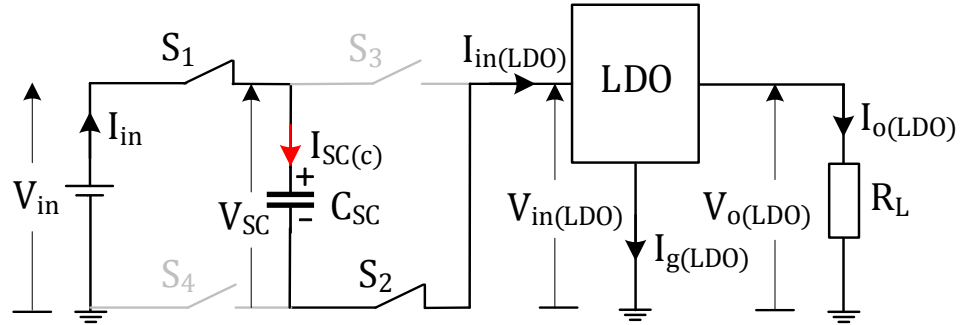 S1
S3
Iin(LDO)
LDO
Iin
ISC(c)
Io(LDO)
+
Vin
VSC
-
CSC
Vin(LDO)
Vo(LDO)
RL
S4
S2
Ig(LDO)